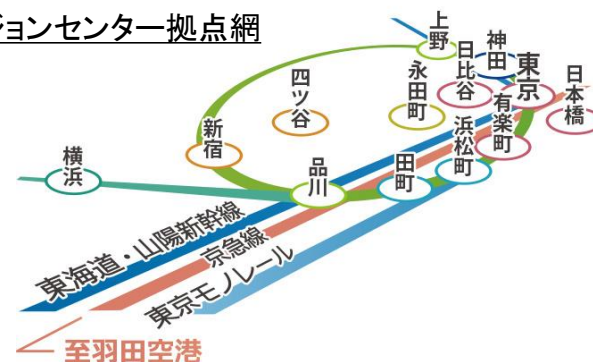 ジョンセンター拠点網
上野
神田
日比谷
東京
日本橋
四ツ谷
永田町
有楽町
浜松町
新宿
横浜
品川
田町
東海道・山陽新幹線
京急線
東京モノレール
至羽田空港